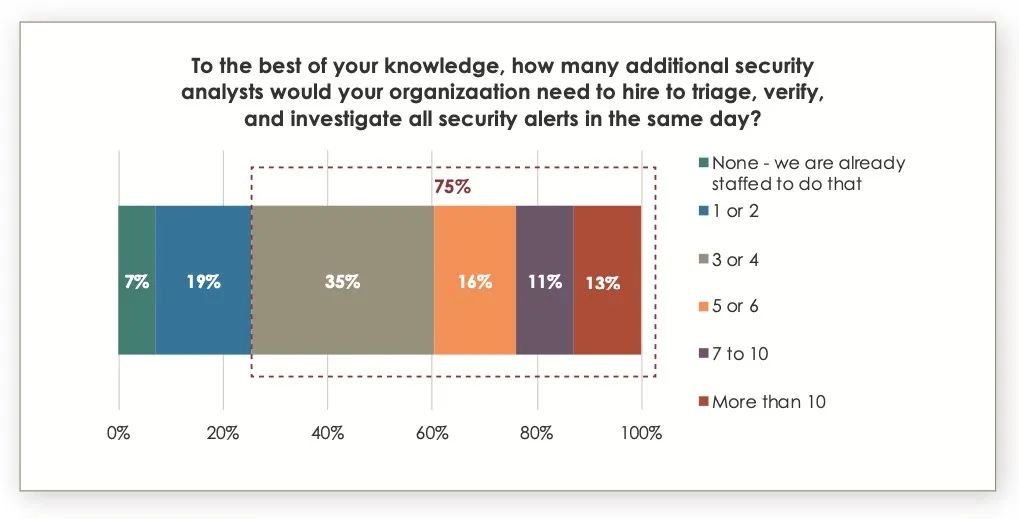 To the best of your knowledge, how many additional security
analysts would your organizaation need to hire to triage, verify,
and investigate all security alerts in the same day?
75%
7%
19%
35%
16%
11%
13%
0%
20%
40%
60%
80%
100%
None - we are already
staffed to do that
1 or 2
3 or 4
5 or 6
7 to 10
More than 10